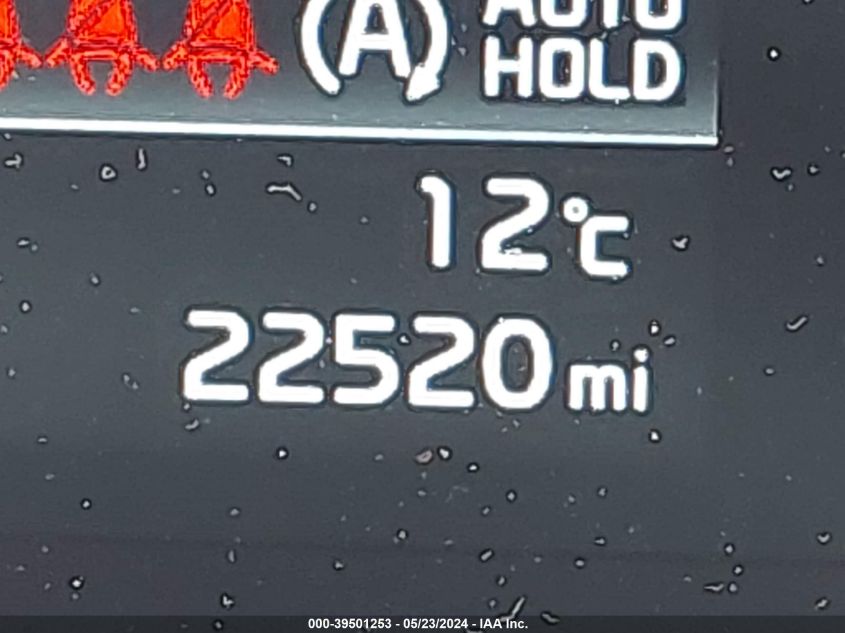 A AUTO
HOLD
12°C
22520 mi
000-39501253 - 05/23/2024 - IAA Inc.